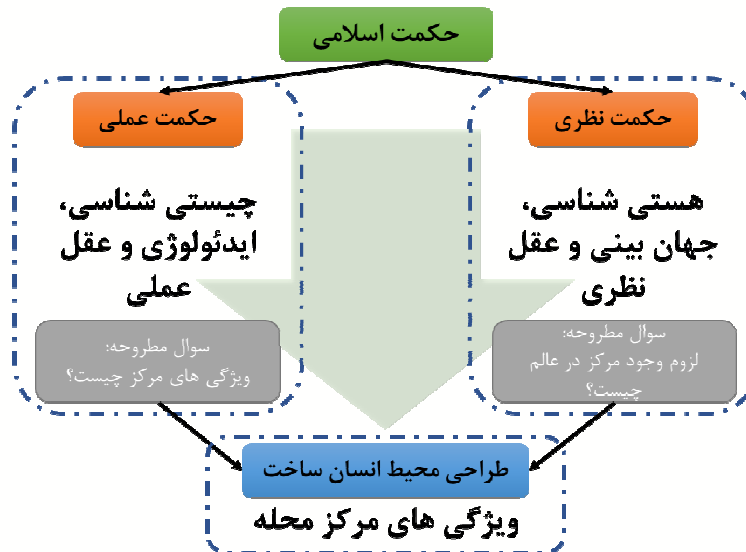 حکمت اسلامی
حکمت نظری
هستی شناسی،
جهان بینی و عقل
نظری
سوال مطروحه:
لزوم وجود مرکز در عالم
چیست؟
حکمت عملی
چیستی شناسی،
ایدئولوژی و عقل
عملی
سوال مطروحه:
ویژگی های مرکز چیست؟
طراحی محیط انسان ساخت
ویژگی های مرکز محله